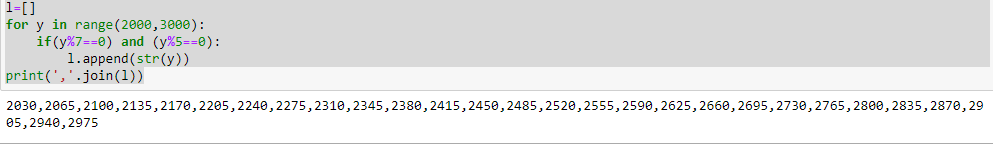 l=[]
for y in range(2000,3000):
    if(y%7==0) and (y%5==0):
        l.append(str(y))
print(','.join(l))
2030,2065,2100,2135,2170,2205,2240,2275,2310,2345,2380,2415,2450,2485,2520,2555,2590,2625,2660,2695,2730,2765,2800,2835,2870,29
05,2940,2975